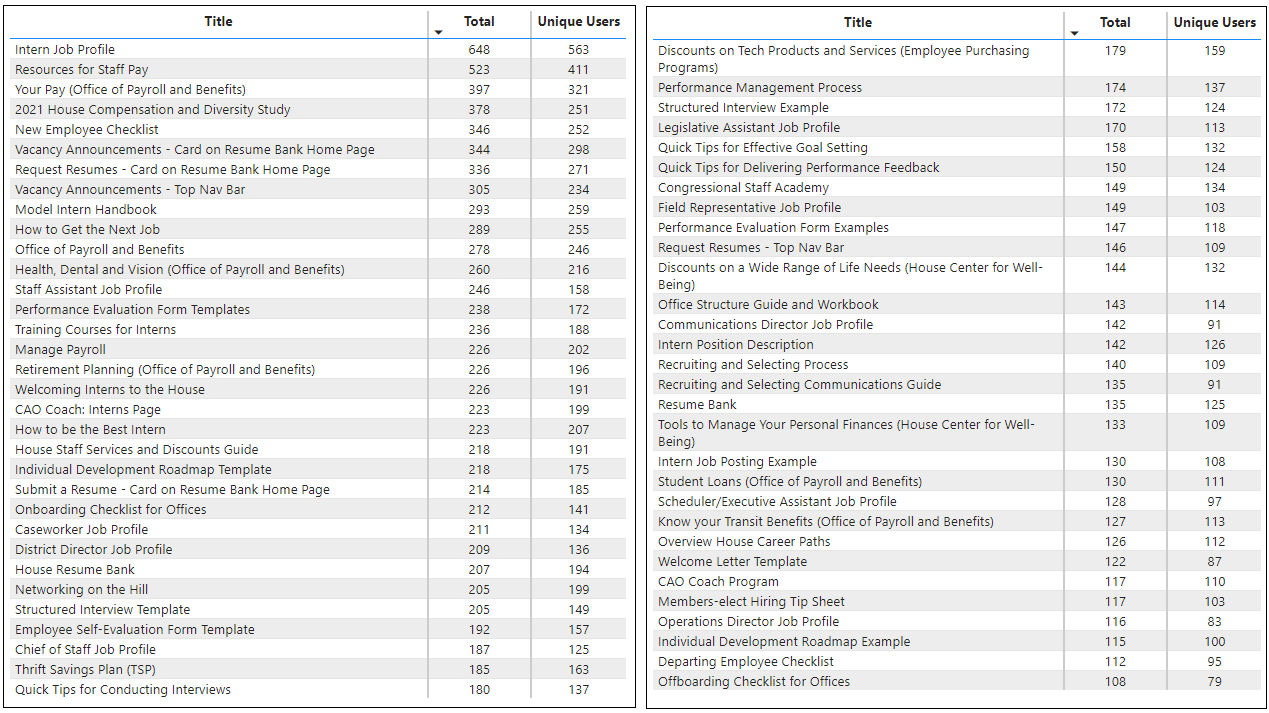 Title Total Unique Users
Intern Job Profile 648 563
Resources for Staff Pay 523 411
Your Pay (Office of Payroll and Benefits) 397 321
2021 House Compensation and Diversity Study 378 251
New Employee Checklist 346 252
Vacancy Announcements - Card on Resume Bank Home Page 344 298
Request Resumes - Card on Resume Bank Home Page 336 271
Vacancy Announcements - Top Nav Bar 305 234
Model Intern Handbook 293 259
How to Get the Next Job 289 255
Office of Payroll and Benefits 278 246
Health, Dental and Vision (Office of Payroll and Benefits) 260 216
Staff Assistant Job Profile 246 158
Performance Evaluation Form Templates 238 172
Training Courses for Interns 236 188
Manage Payroll 226 202
Retirement Planning (Office of Payroll and Benefits) 226 196
Welcoming Interns to the House 226 191
CAO Coach: Interns Page 223 199
How to be the Best Intern 223 207
House Staff Services and Discounts Guide 218 191
Individual Development Roadmap Template 218 175
Submit a Resume - Card on Resume Bank Home Page 214 185
Onboarding Checklist for Offices 212 141
Caseworker Job Profile 211 134
District Director Job Profile 209 136
House Resume Bank 207 194
Networking on the Hill 205 199
Structured Interview Template 205 149
Employee Self-Evaluation Form Template 192 157
Chief of Staff Job Profile 187 125
Thrift Savings Plan (TSP) 185 163
Quick Tips for Conducting Interviews 180 137
Title Total Unique Users
Discounts on Tech Products and Services (Employee Purchasing 179 159
Programs)
Performance Management Process 174 137
Structured Interview Example 172 124
Legislative Assistant Job Profile 170 113
Quick Tips for Effective Goal Setting 158 132
Quick Tips for Delivering Performance Feedback 150 124
Congressional Staff Academy 149 134
Field Representative Job Profile 149 103
Performance Evaluation Form Examples 147 118
Request Resumes - Top Nav Bar 146 109
Discounts on a Wide Range of Life Needs (House Center for Well- 144 132
Being)
Office Structure Guide and Workbook 143 114
Communications Director Job Profile 142 91
Intern Position Description 142 126
Recruiting and Selecting Process 140 109
Recruiting and Selecting Communications Guide 135 91
Resume Bank 135 125
Tools to Manage Your Personal Finances (House Center for Well- 133 109
Being)
Intern Job Posting Example 130 108
Student Loans (Office of Payroll and Benefits) 130 111
Scheduler/Executive Assistant Job Profile 128 97
Know your Transit Benefits (Office of Payroll and Benefits) 127 113
Overview House Career Paths 126 112
Welcome Letter Template 122 87
CAO Coach Program 117 110
Members-elect Hiring Tip Sheet 117 103
Operations Director Job Profile 116 83
Individual Development Roadmap Example 115 100
Departing Employee Checklist 112 95
Offboarding Checklist for Offices 108 79